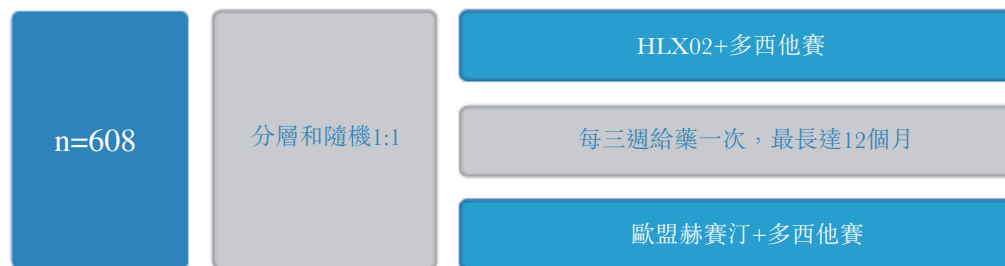 n=608
分層和隨機1:1
HLX02+多西他賽
每三週給藥一次，最長達12個月
歐盟赫賽汀+多西他賽